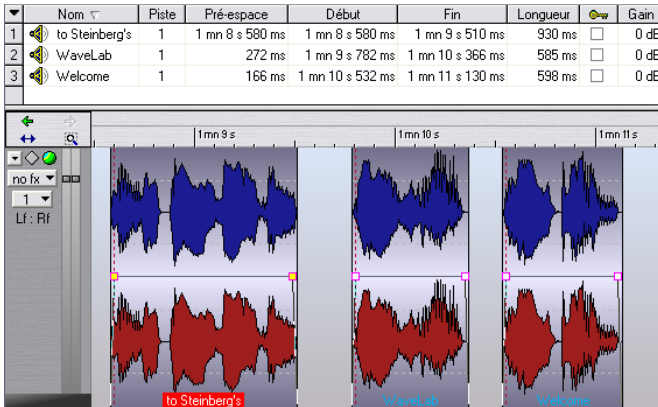 Nom Piste Pré-espace Début Fin Longueur Gain
1 to Steinberg's 1 1 mn 8 s 580 ms 1 mn 8 s 580 ms 1 mn 9 s 510 ms 930 ms 0 dB
2 WaveLab 1 272 ms 1 mn 9 s 782 ms 1 mn 10 s 366 ms 585 ms 0 dB
3 Welcome 1 166 ms 1 mn 10 s 532 ms 1 mn 11 s 130 ms 598 ms 0 dB
1 mn 9 s 1 mn 10 s 1 mn 11 s
no fx
1
Lf : Rf
to Steinberg's WaveLab Welcome